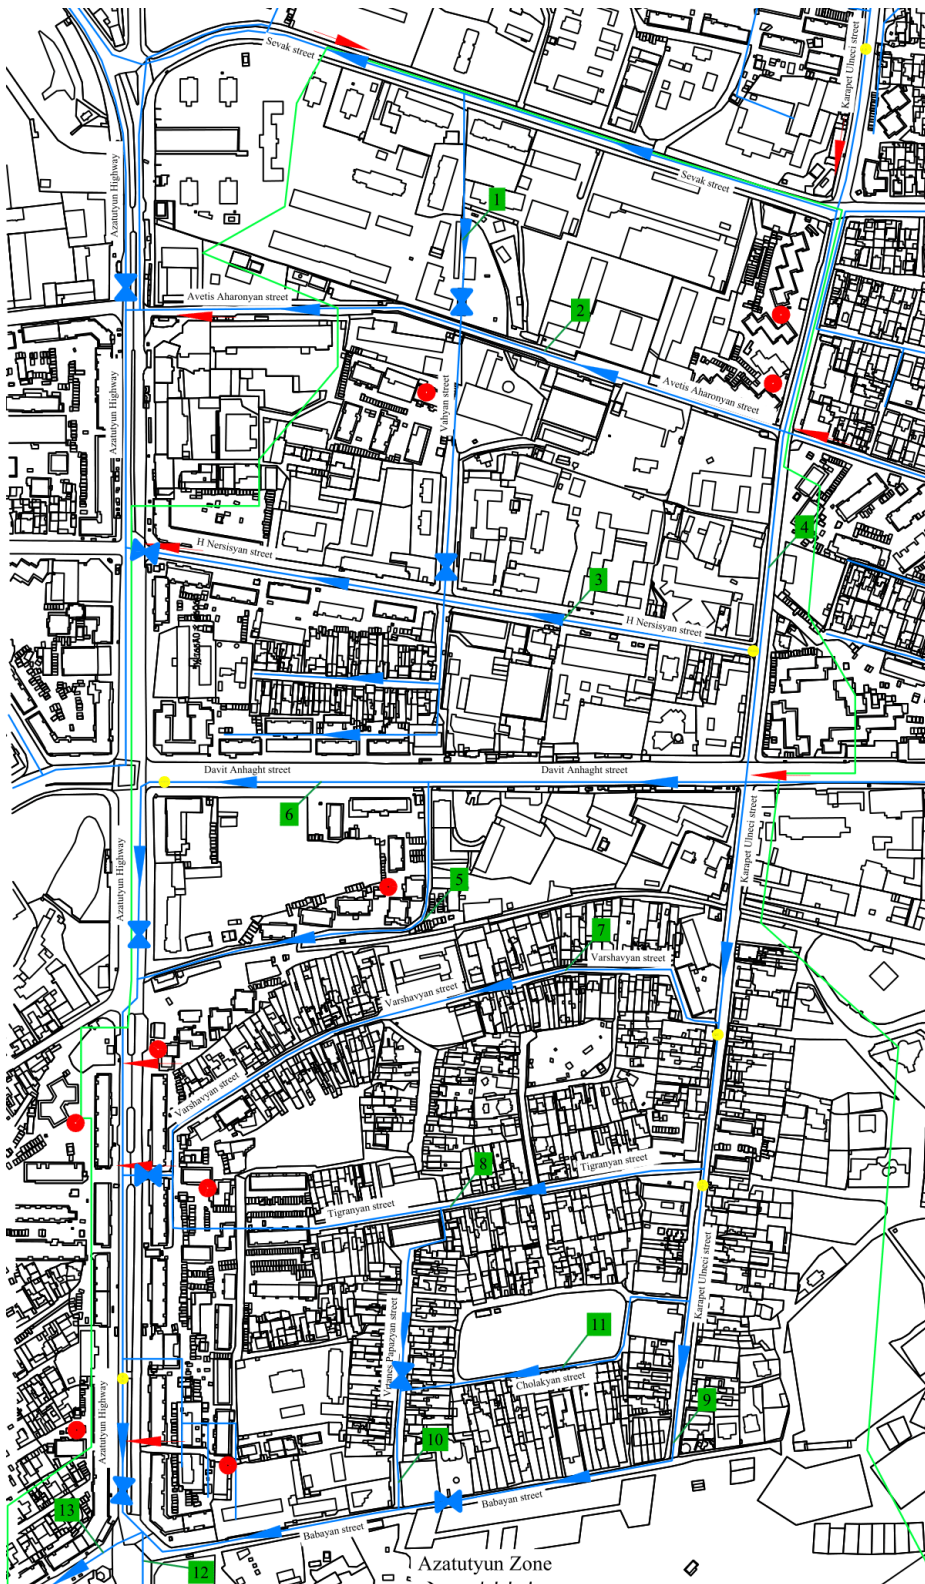 Sevak street
Karapet Ulneci street
Azatutyun Highway
Sevak street
1
Avetis Aharonyan street
2
Azatutyun Highway
Vahyan street
Avetis Aharonyan street
4
H Nersisyan street
3
H Nersisyan street
Davit Anhaght street
Davit Anhaght street
6
Karapet Ulneci street
Azatutyun Highway
5
7
Varshavyan street
Varshavyan street
Varshavyan street
8
Tigranyan street
Tigranyan street
Karapet Ulneci street
Vrtanes Papazyan street
11
Cholakyan street
9
Azatutyun Highway
10
Babayan street
13
Babayan street
12
Azatutyun Zone